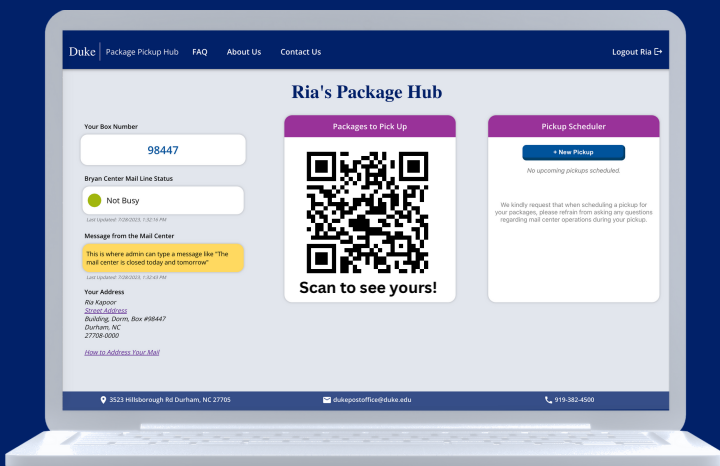 Duke Package Pickup Hub FAQ About Us Contact Us Logout Ria
Ria's Package Hub
Your Box Number
98447
Bryan Center Mail Line Status
Not Busy
Last Updated: 7/28/2023, 1:32:16 PM
Message from the Mail Center
This is where admin can type a message like "The
mail center is closed today and tomorrow"
Last Updated: 7/28/2023, 1:32:43 PM
Your Address
Ria Kapoor
Street Address
Building, Dorm, Box #98447
Durham, NC
27708-0000
How to Address Your Mail
Packages to Pick Up
Scan to see yours!
Pickup Scheduler
+ New Pickup
No upcoming pickups scheduled.
We kindly request that when scheduling a pickup for
your packages, please refrain from asking any questions
regarding mail center operations during your pickup.
3523 Hillsborough Rd Durham, NC 27705 dukepostoffice@duke.edu 919-382-4500